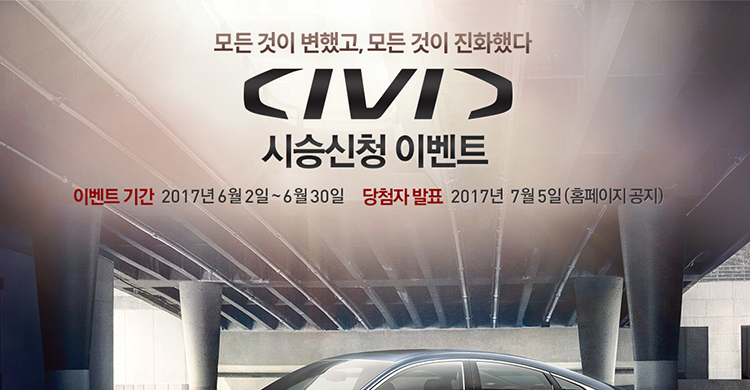 모든 것이 변했고, 모든 것이 진화했다
CIVIC
시승신청 이벤트
이벤트 기간 2017년 6월 2일 ~ 6월 30일 당첨자 발표 2017년 7월 5일 (홈페이지 공지)